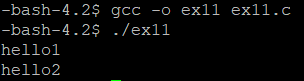 -bash-4.2$ gcc -o ex11 ex11.c
-bash-4.2$ ./ex11
hello1
hello2